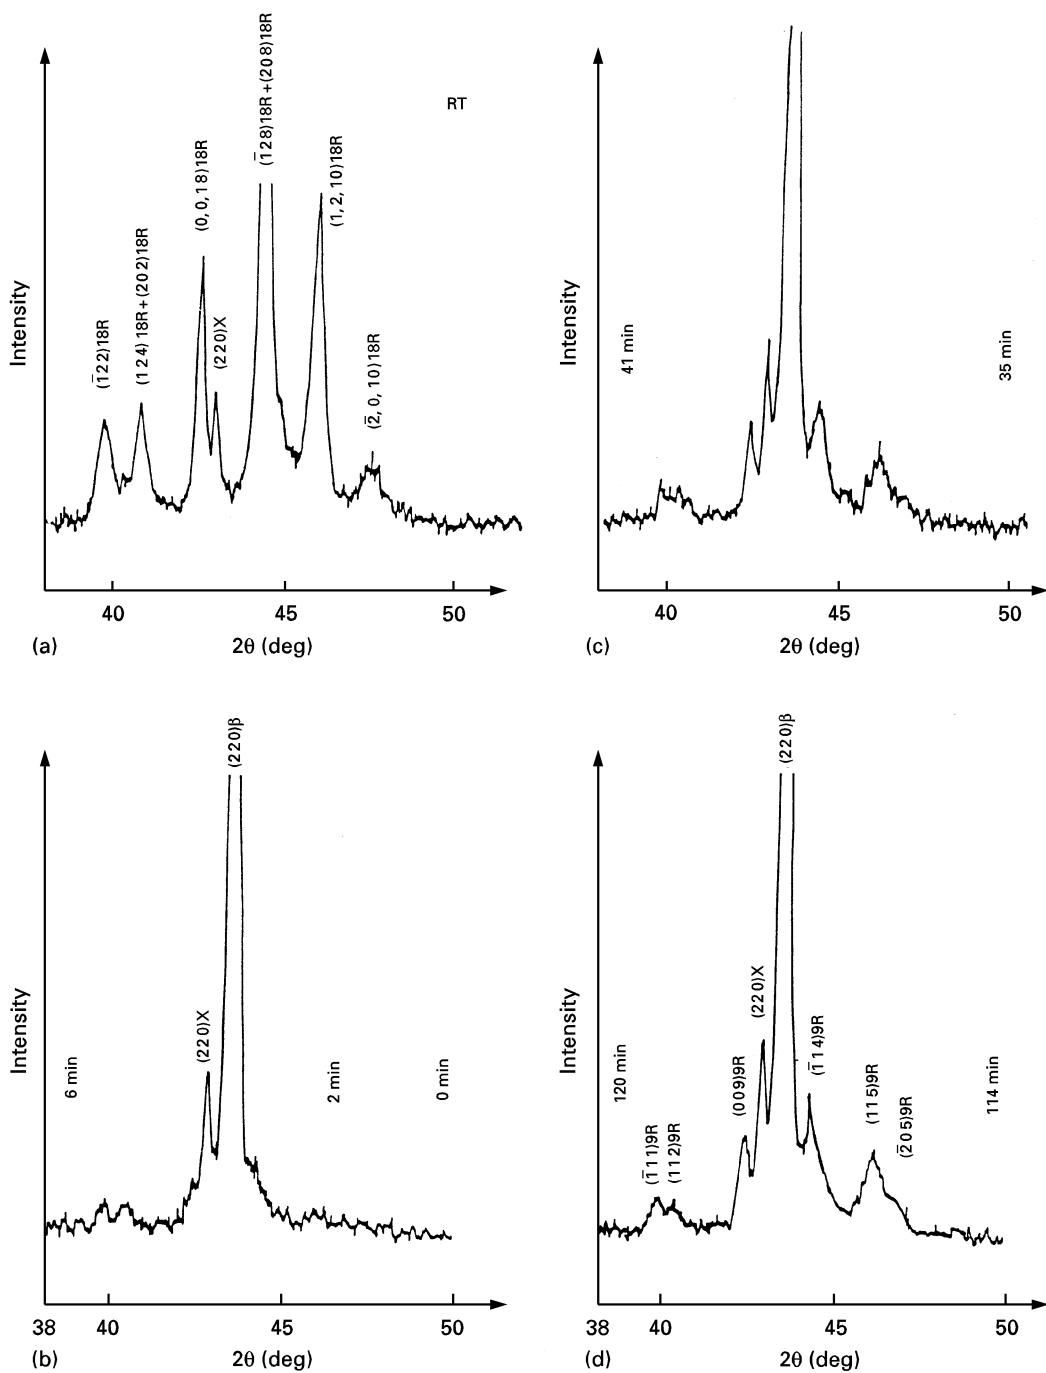 RT
(1̅22)18R
(124)18R+(202)18R
(0,0,18)18R
(220)X
(1̅28)18R+(208)18R
(1,2,10)18R
(2̅,0,10)18R
Intensity
40
45
50
(a)
2θ (deg)
41 min
35 min
Intensity
40
45
50
(c)
2θ (deg)
(220)β
(220)X
6 min
2 min
0 min
Intensity
38
40
45
50
(b)
2θ (deg)
(220)β
120 min
(1̅11)9R
(112)9R
(009)9R
(220)X
(1̅14)9R
(115)9R
(2̅05)9R
114 min
Intensity
38
40
45
50
(d)
2θ (deg)